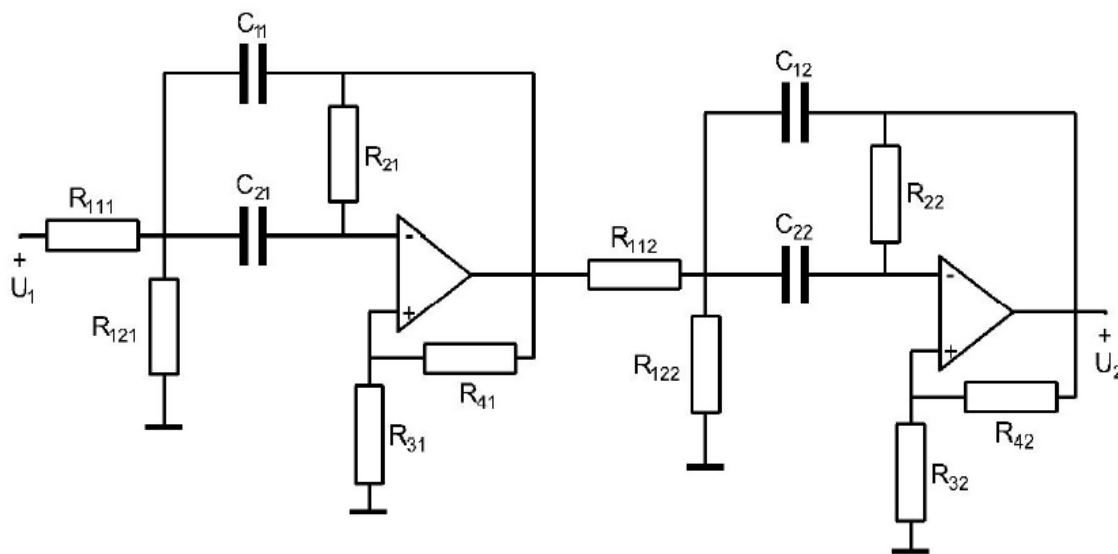 C₁₁
C₁₂
R₂₁
R₂₂
C₂₁
C₂₂
R₁₁₁
R₁₁₂
-
-
+
U₁
+
+
+
U₂
R₁₂₁
R₁₂₂
R₄₁
R₄₂
R₃₁
R₃₂